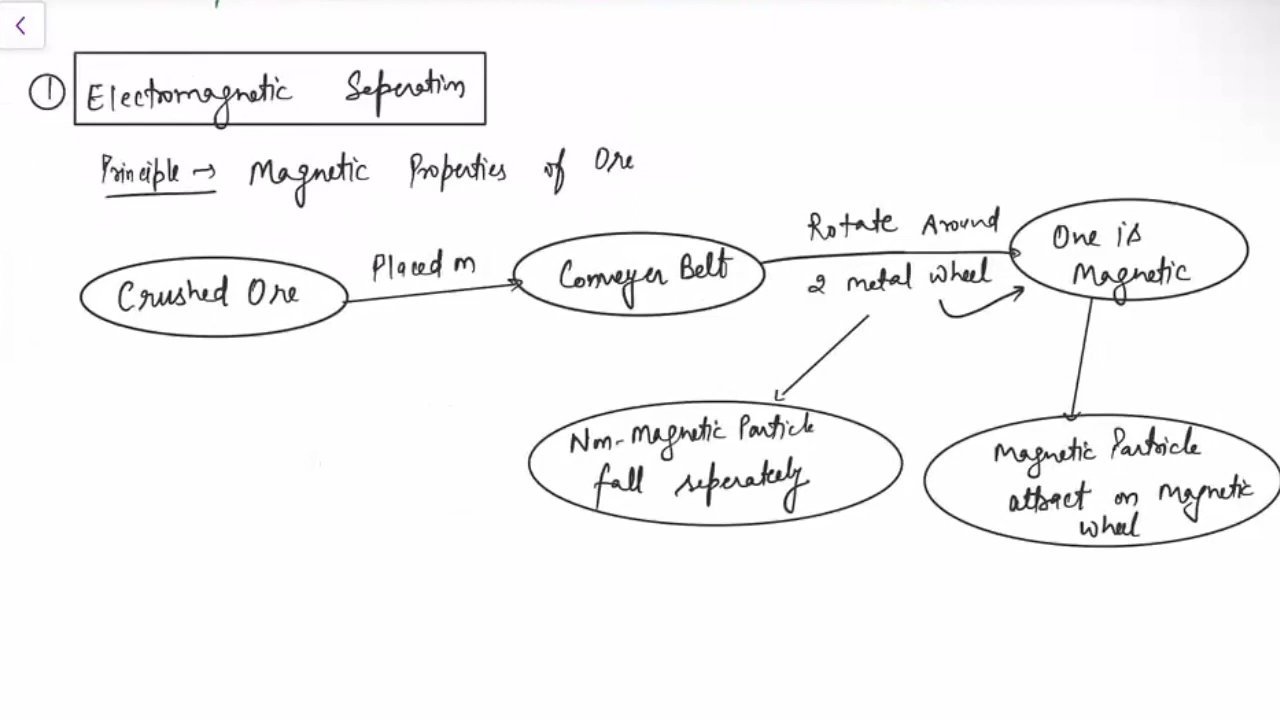 ① Electromagnetic Seperation
Principle → Magnetic Properties of Ore
Crushed Ore
Placed on
Conveyer Belt
Rotate Around
2 metal wheel
One is
Magnetic
Non-Magnetic Particle
fall seperately
Magnetic Particle
attract on Magnetic
wheel